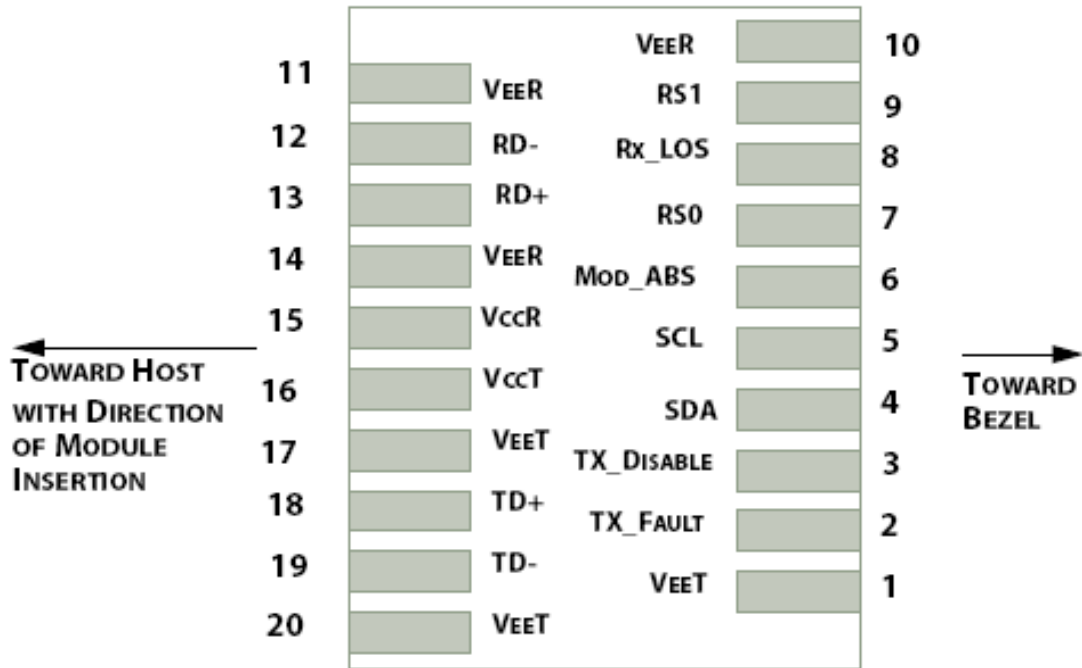 VEER 10
11 VEER
RS1 9
12 RD-
Rx_LOS 8
13 RD+
RS0 7
14 VEER
MOD_ABS 6
15 VCCR
SCL 5
16 VCCT
SDA 4
17 VEET
TX_DISABLE 3
18 TD+
TX_FAULT 2
19 TD-
VEET 1
20 VEET
TOWARD HOST
WITH DIRECTION
OF MODULE
INSERTION
TOWARD
BEZEL